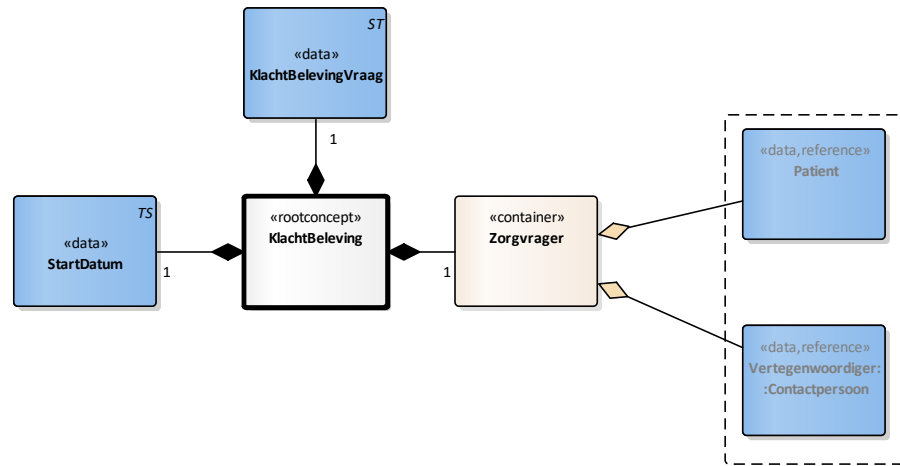 ST
«data»
KlachtBelevingVraag
1
«data,reference»
Patient
TS
«data»
StartDatum
1
«rootconcept»
KlachtBeleving
«container»
Zorgvrager
1
«data,reference»
Vertegenwoordiger:
:Contactpersoon